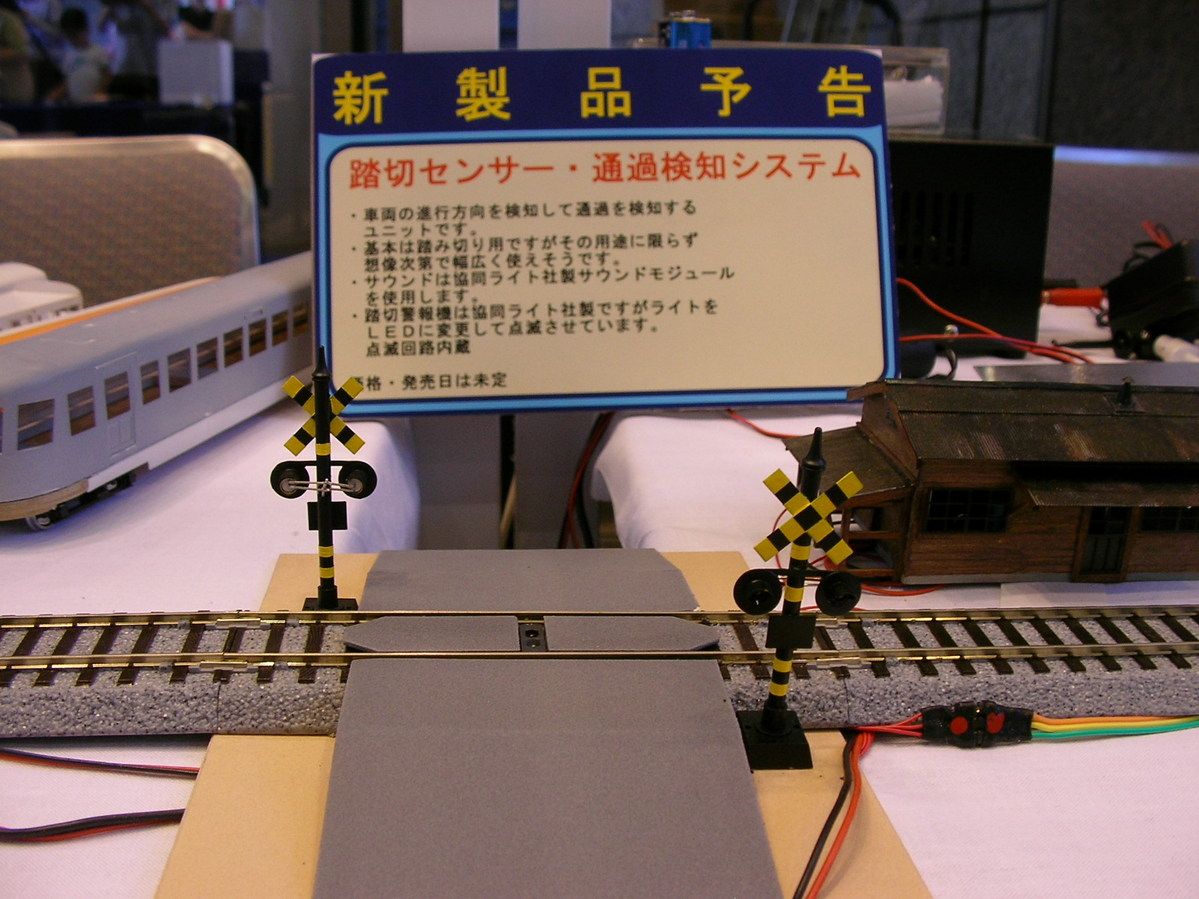 新製品予告
踏切センサー・通過検知システム
・車両の進行方向を検知して通過を検知する
ユニットです。
・基本は踏み切り用ですがその用途に限らず
想像次第で幅広く使えそうです。
・サウンドは協同ライト社製サウンドモジュール
を使用します。
・踏切警報機は協同ライト社製ですがライトを
ＬＥＤに変更して点滅させています。
点滅回路内蔵
格・発売日は未定